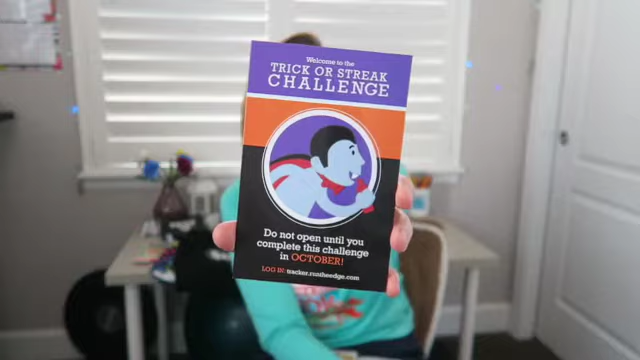 Welcome to the
TRICK OR STREAK
CHALLENGE
Do not open until you
complete this challenge
in OCTOBER!
LOG IN: tracker.runtheedge.com